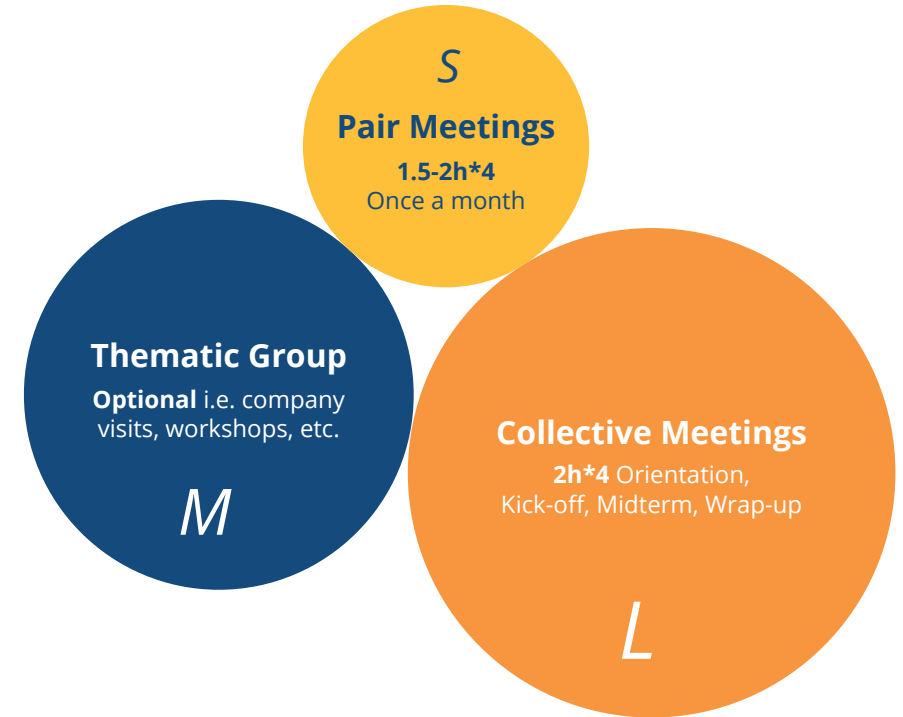 S
Pair Meetings
1.5-2h*4
Once a month
Thematic Group
Optional i.e. company
visits, workshops, etc.
M
Collective Meetings
2h*4 Orientation,
Kick-off, Midterm, Wrap-up
L